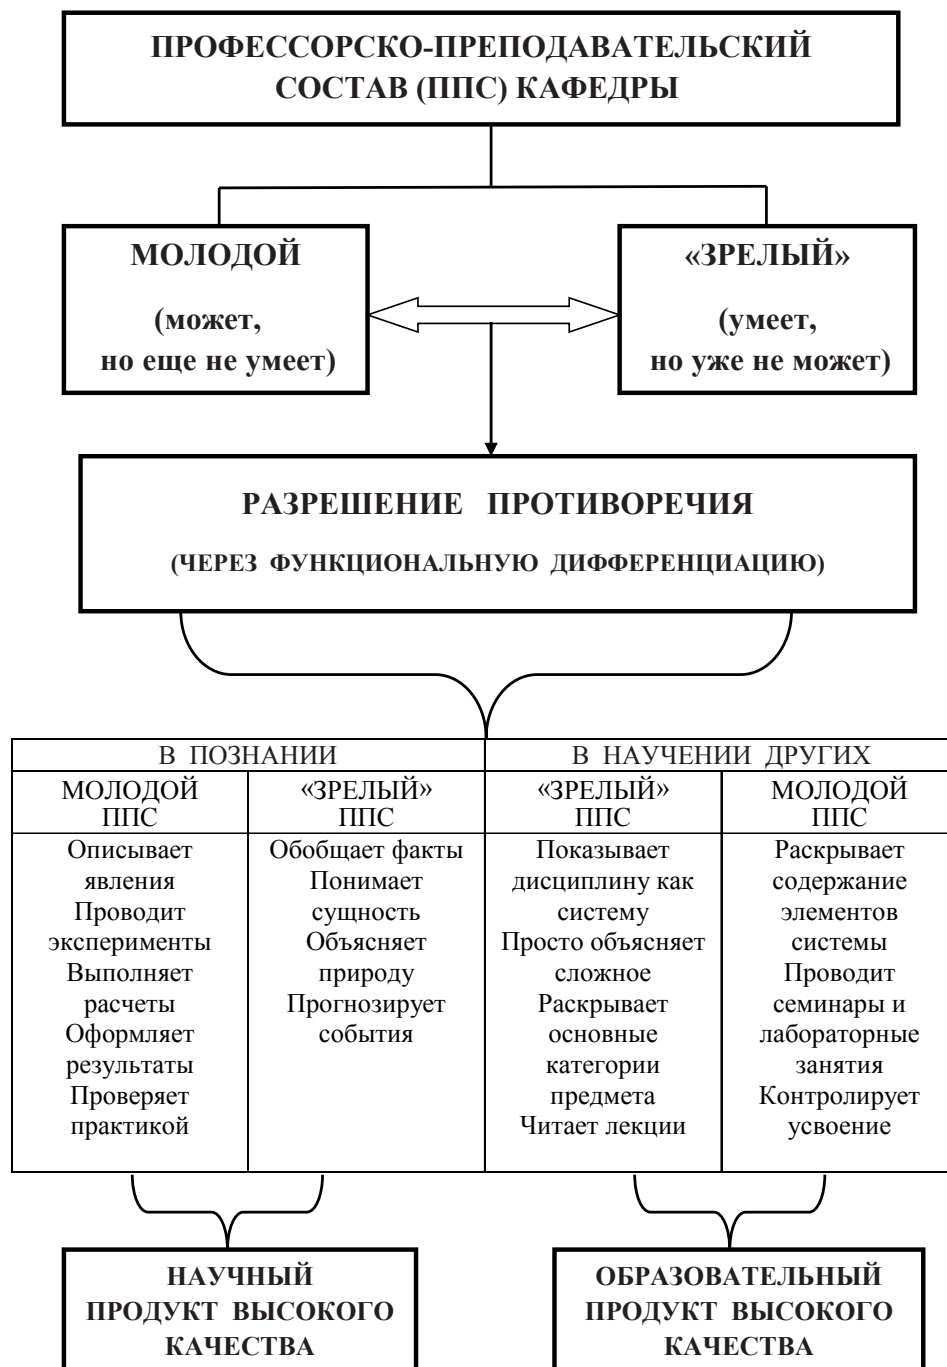 ПРОФЕССОРСКО-ПРЕПОДАВАТЕЛЬСКИЙ
СОСТАВ (ППС) КАФЕДРЫ
МОЛОДОЙ
(может,
но еще не умеет)
«ЗРЕЛЫЙ»
(умеет,
но уже не может)
РАЗРЕШЕНИЕ ПРОТИВОРЕЧИЯ
(ЧЕРЕЗ ФУНКЦИОНАЛЬНУЮ ДИФФЕРЕНЦИАЦИЮ)
В ПОЗНАНИИ
В НАУЧЕНИИ ДРУГИХ
МОЛОДОЙ
ППС
«ЗРЕЛЫЙ»
ППС
«ЗРЕЛЫЙ»
ППС
МОЛОДОЙ
ППС
Описывает
явления
Проводит
эксперименты
Выполняет
расчеты
Оформляет
результаты
Проверяет
практикой
Обобщает факты
Понимает
сущность
Объясняет
природу
Прогнозирует
события
Показывает
дисциплину как
систему
Просто объясняет
сложное
Раскрывает
основные
категории
предмета
Читает лекции
Раскрывает
содержание
элементов
системы
Проводит
семинары и
лабораторные
занятия
Контролирует
усвоение
НАУЧНЫЙ
ПРОДУКТ ВЫСОКОГО
КАЧЕСТВА
ОБРАЗОВАТЕЛЬНЫЙ
ПРОДУКТ ВЫСОКОГО
КАЧЕСТВА